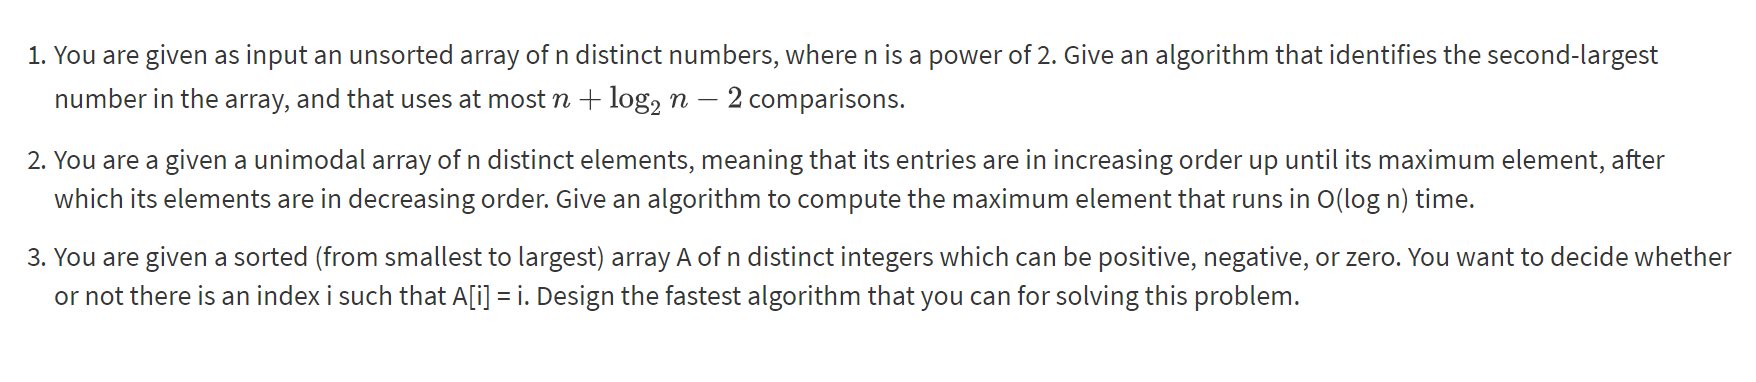 1. You are given as input an unsorted array of n distinct numbers, where n is a power of 2. Give an algorithm that identifies the second-largest
number in the array, and that uses at most n + log₂ n − 2 comparisons.
2. You are a given a unimodal array of n distinct elements, meaning that its entries are in increasing order up until its maximum element, after
which its elements are in decreasing order. Give an algorithm to compute the maximum element that runs in O(log n) time.
3. You are given a sorted (from smallest to largest) array A of n distinct integers which can be positive, negative, or zero. You want to decide whether
or not there is an index i such that A[i] = i. Design the fastest algorithm that you can for solving this problem.